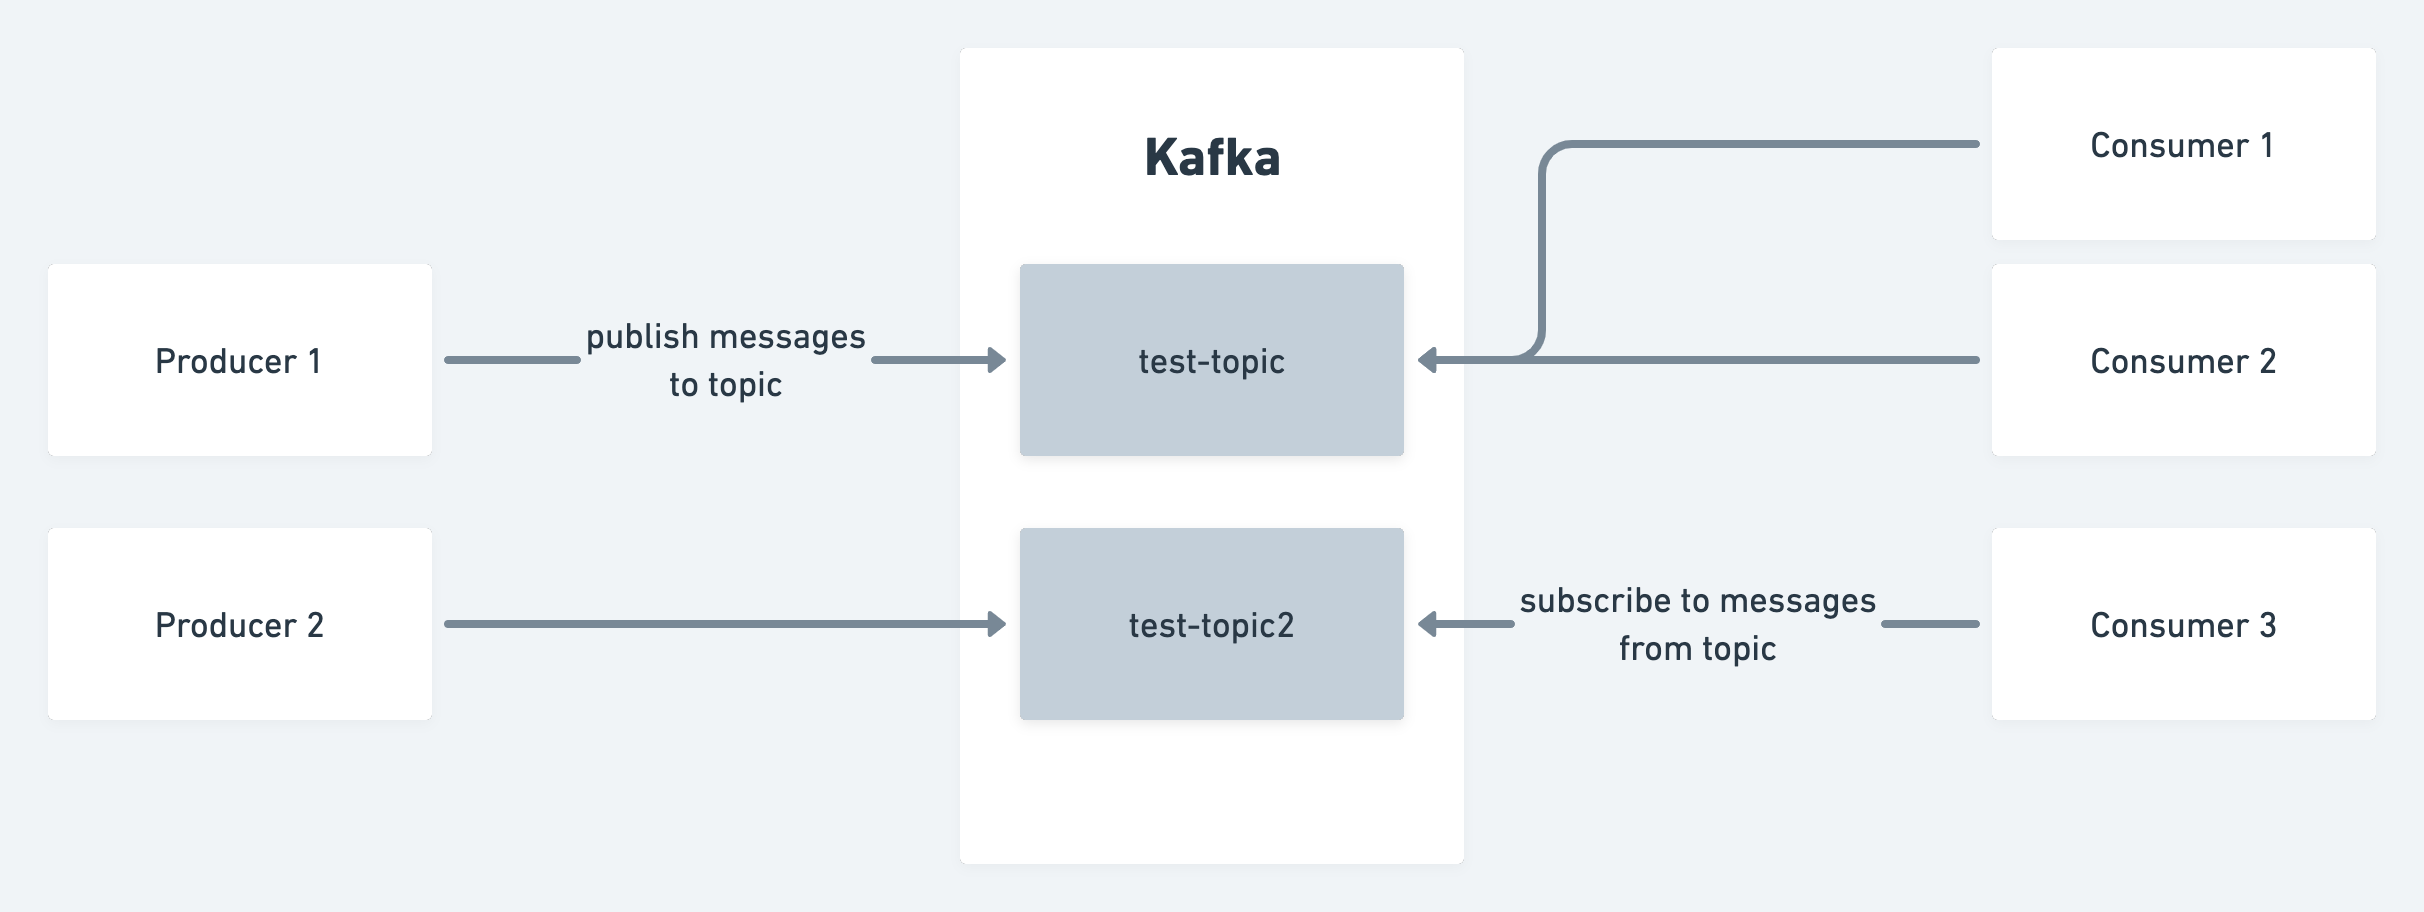 Kafka
Consumer 1
Producer 1
publish messages
to topic
test-topic
Consumer 2
Producer 2
test-topic2
subscribe to messages
from topic
Consumer 3